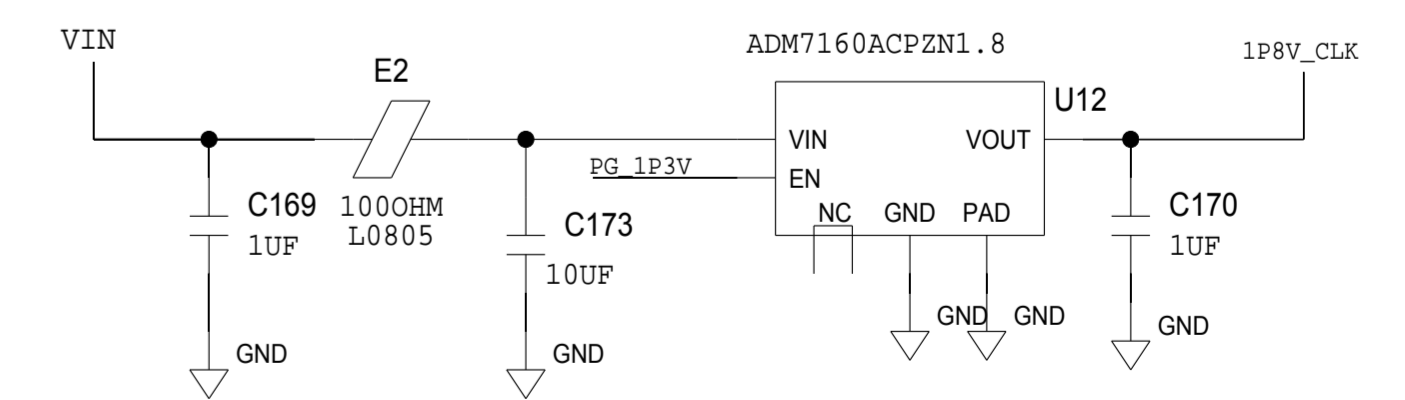 VIN
E2
ADM7160ACPZN1.8
1P8V_CLK
U12
VIN
VOUT
PG_1P3V
EN
C169
1UF
100OHM
L0805
C173
10UF
NC
GND
PAD
C170
1UF
GND
GND
GND
GND
GND